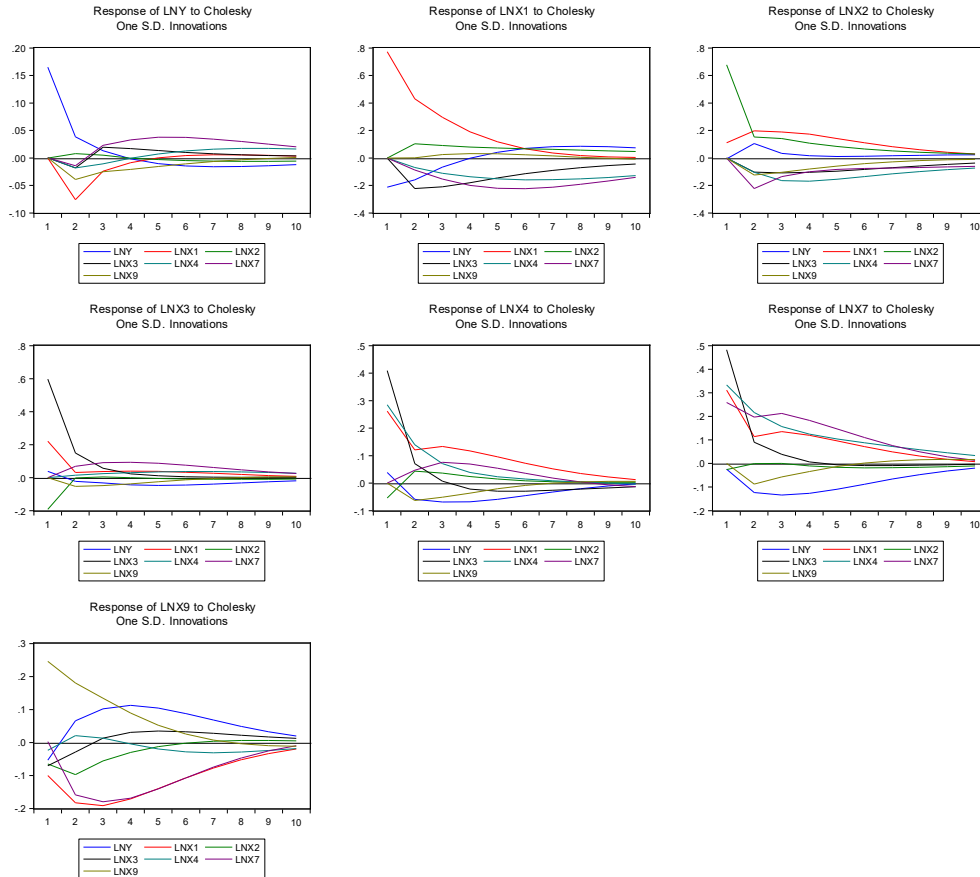 Response of LNY to Cholesky
One S.D. Innovations
.20
.15
.10
.05
.00
-.05
-.10
1 2 3 4 5 6 7 8 9 10
LNY LNX1 LNX2
LNX3 LNX4 LNX7
LNX9
Response of LNX1 to Cholesky
One S.D. Innovations
.8
.6
.4
.2
.0
-.2
-.4
1 2 3 4 5 6 7 8 9 10
LNY LNX1 LNX2
LNX3 LNX4 LNX7
LNX9
Response of LNX2 to Cholesky
One S.D. Innovations
.8
.6
.4
.2
.0
-.2
-.4
1 2 3 4 5 6 7 8 9 10
LNY LNX1 LNX2
LNX3 LNX4 LNX7
LNX9
Response of LNX3 to Cholesky
One S.D. Innovations
.8
.6
.4
.2
.0
-.2
1 2 3 4 5 6 7 8 9 10
LNY LNX1 LNX2
LNX3 LNX4 LNX7
LNX9
Response of LNX4 to Cholesky
One S.D. Innovations
.5
.4
.3
.2
.1
.0
-.1
1 2 3 4 5 6 7 8 9 10
LNY LNX1 LNX2
LNX3 LNX4 LNX7
LNX9
Response of LNX7 to Cholesky
One S.D. Innovations
.5
.4
.3
.2
.1
.0
-.1
-.2
1 2 3 4 5 6 7 8 9 10
LNY LNX1 LNX2
LNX3 LNX4 LNX7
LNX9
Response of LNX9 to Cholesky
One S.D. Innovations
.3
.2
.1
.0
-.1
-.2
1 2 3 4 5 6 7 8 9 10
LNY LNX1 LNX2
LNX3 LNX4 LNX7
LNX9